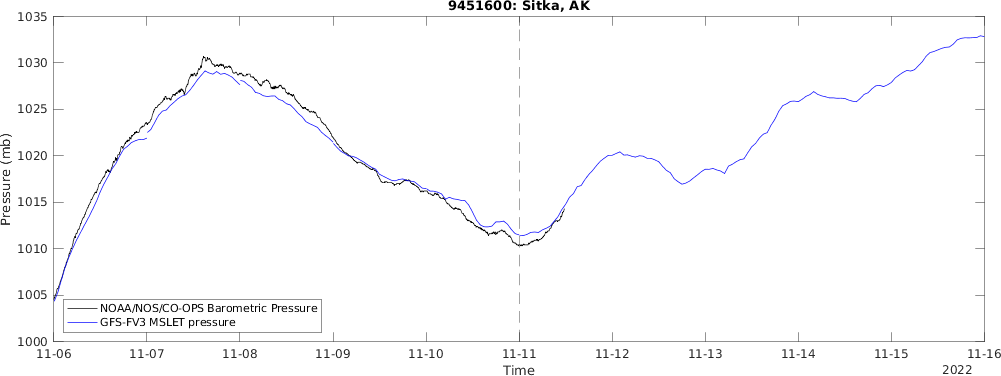 9451600: Sitka, AK
Pressure (mb)
1035
1030
1025
1020
1015
1010
1005
1000
NOAA/NOS/CO-OPS Barometric Pressure
GFS-FV3 MSLET pressure
11-06 11-07 11-08 11-09 11-10 11-11 11-12 11-13 11-14 11-15 11-16
Time
2022